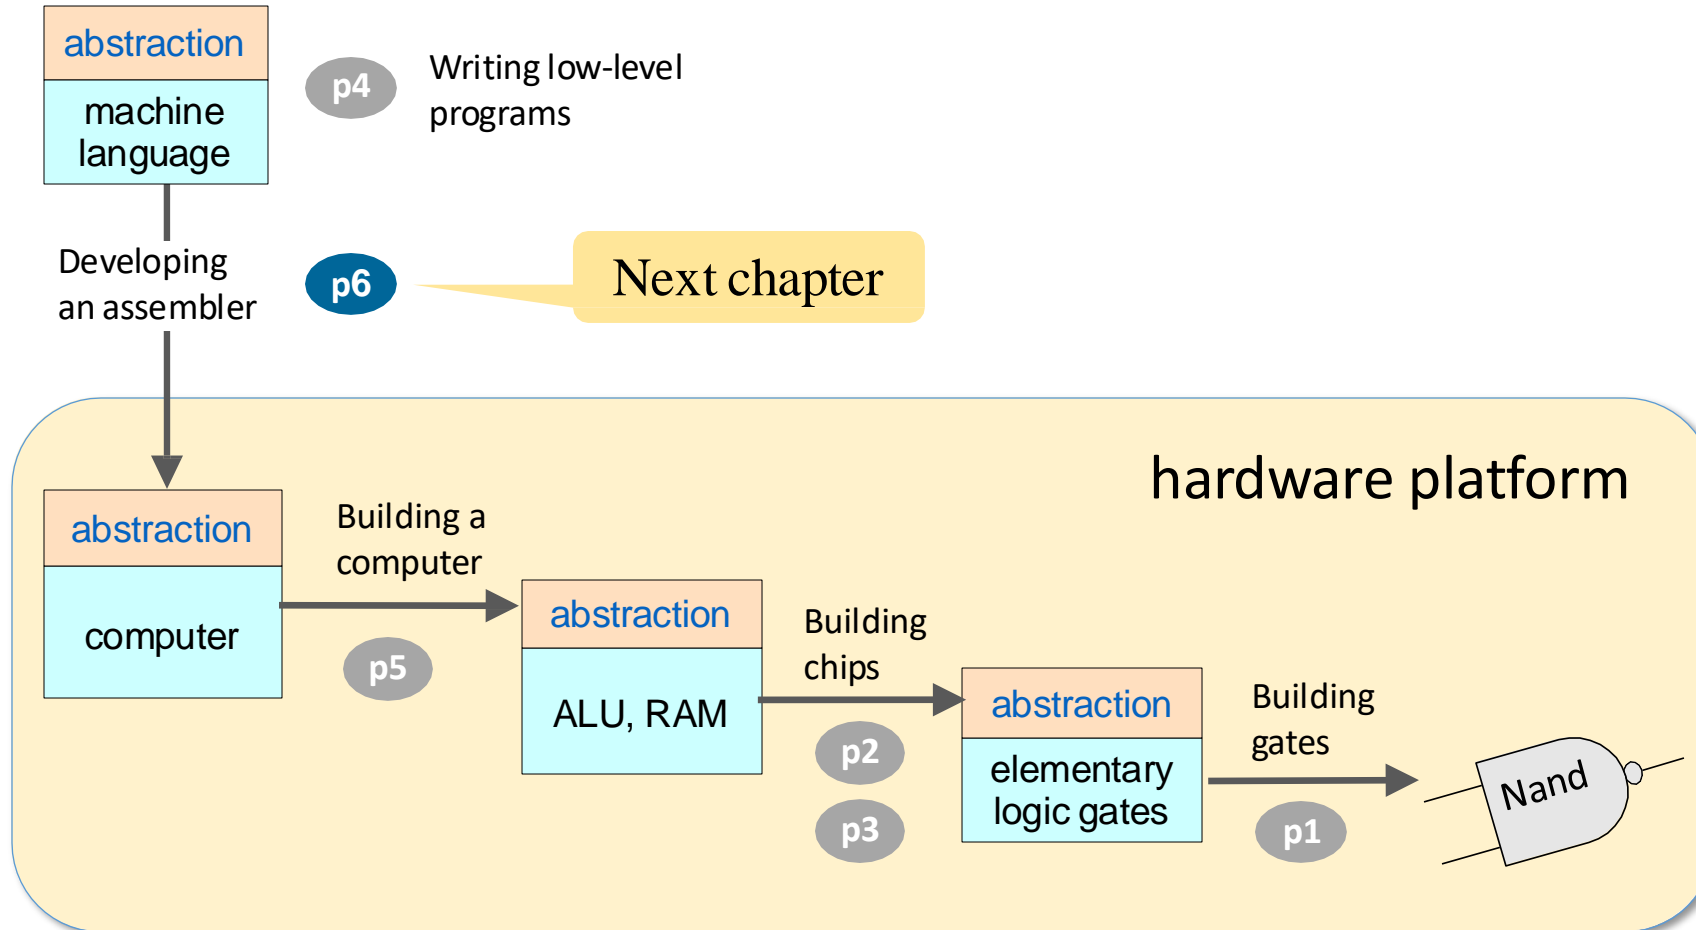 abstraction
machine
language
p4
Writing low-level
programs
Developing
an assembler
p6
Next chapter
hardware platform
abstraction
computer
Building a
computer
p5
abstraction
ALU, RAM
Building
chips
p2
p3
abstraction
elementary
logic gates
Building
gates
p1
Nand